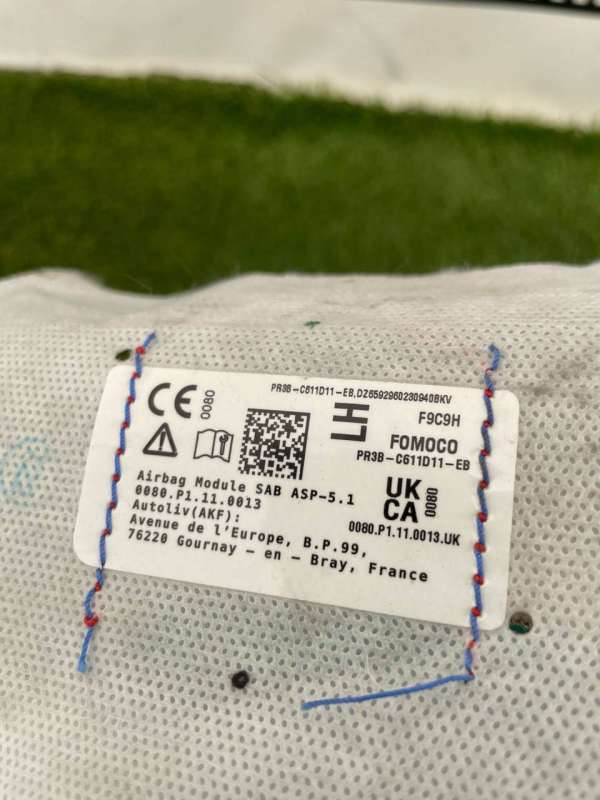 CE 0080
PR3B-C611D11-EB,DZ6592960230940BKV
LH
F9C9H
FOMOCO
PR3B-C611D11-EB
UK
CA 0080
0080.P1.11.0013.UK
Airbag Module SAB ASP-5.1
0080.P1.11.0013
Autoliv(AKF):
Avenue de l'Europe, B.P.99,
76220 Gournay - en - Bray, France